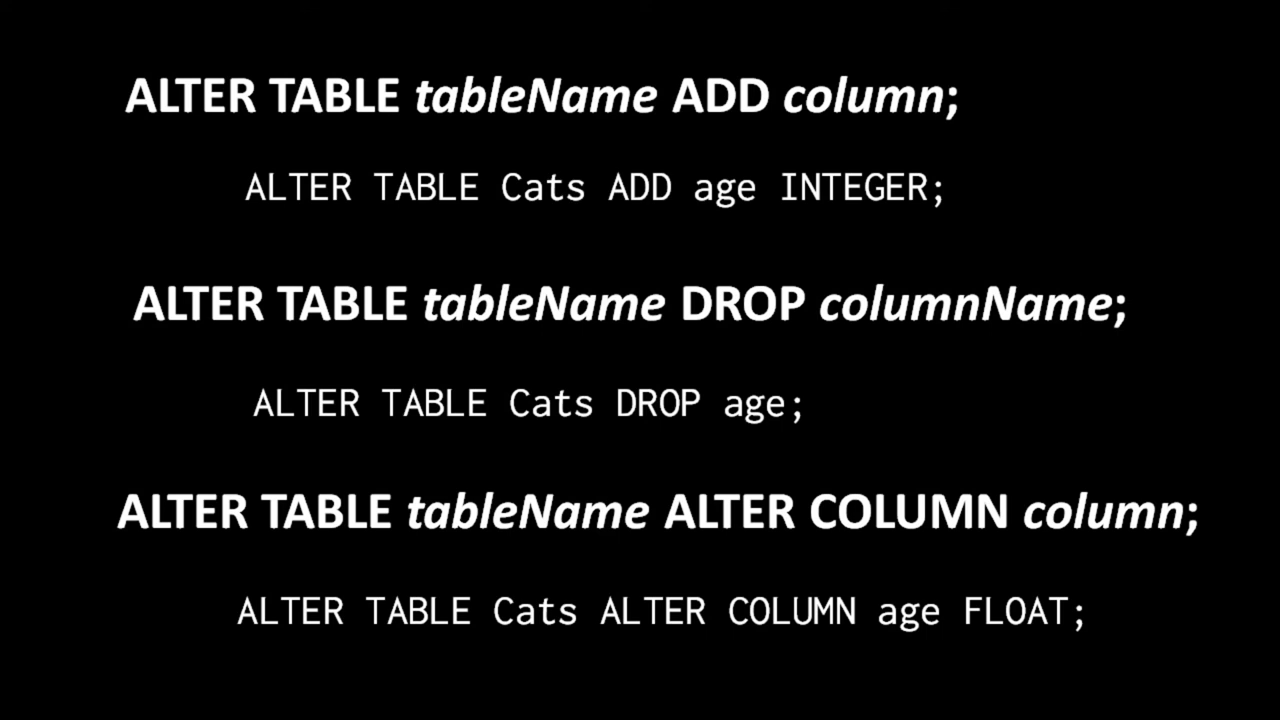 ALTER TABLE tableName ADD column;
ALTER TABLE Cats ADD age INTEGER;
ALTER TABLE tableName DROP columnName;
ALTER TABLE Cats DROP age;
ALTER TABLE tableName ALTER COLUMN column;
ALTER TABLE Cats ALTER COLUMN age FLOAT;